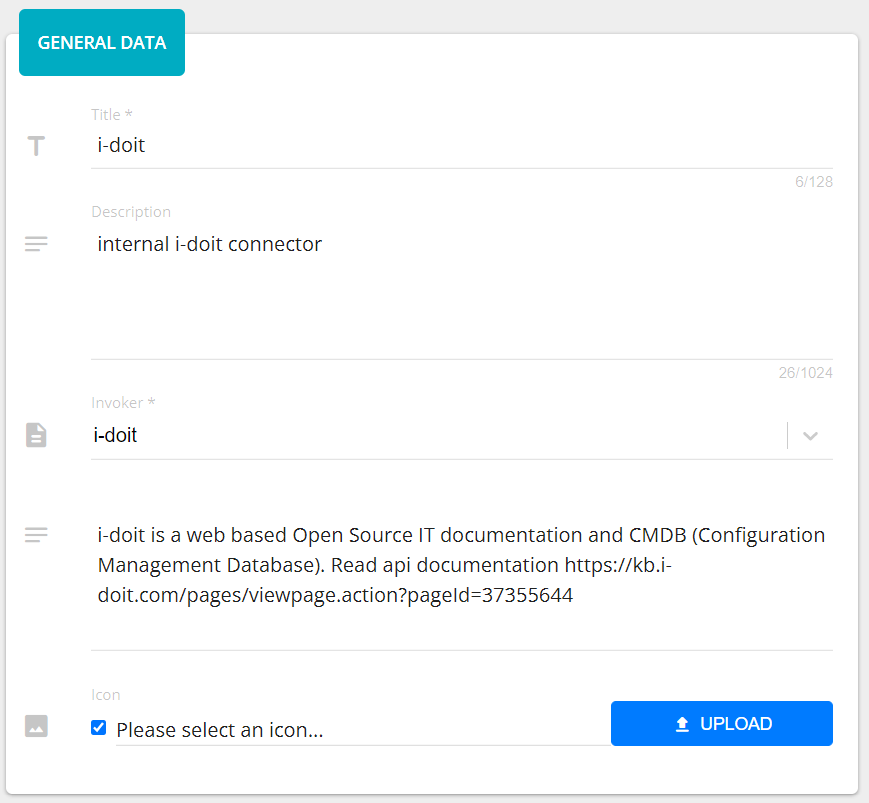 GENERAL DATA
Title *
i-doit
6/128
Description
internal i-doit connector
26/1024
Invoker *
i-doit
i-doit is a web based Open Source IT documentation and CMDB (Configuration
Management Database). Read api documentation https://kb.i-
doit.com/pages/viewpage.action?pageId=37355644
Icon
Please select an icon...
UPLOAD